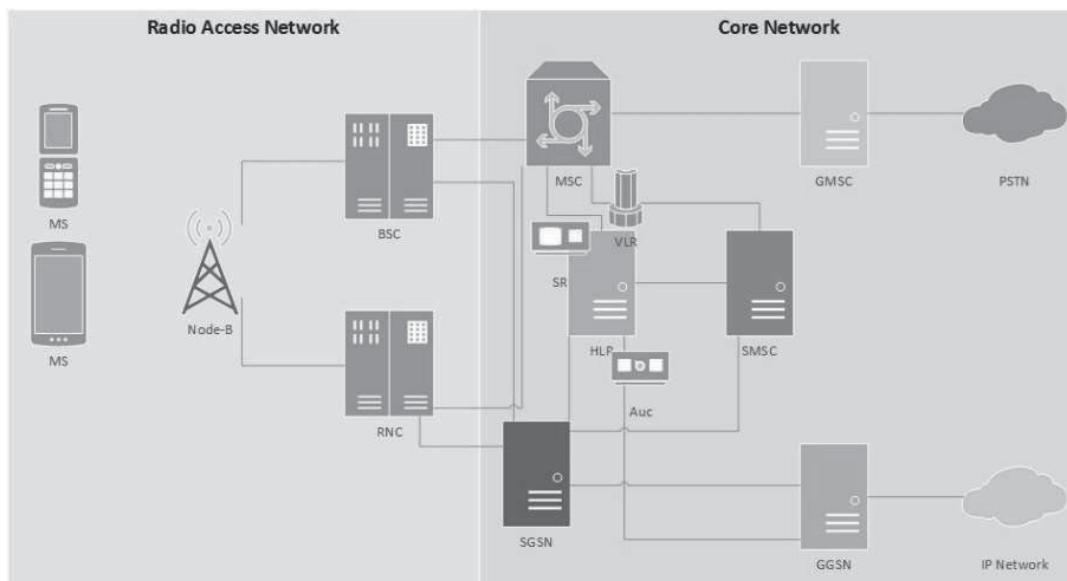 Radio Access Network
Core Network
MS
MS
Node-B
BSC
RNC
MSC
GMSC
PSTN
VLR
SR
HLR
SMSC
Auc
SGSN
GGSN
IP Network